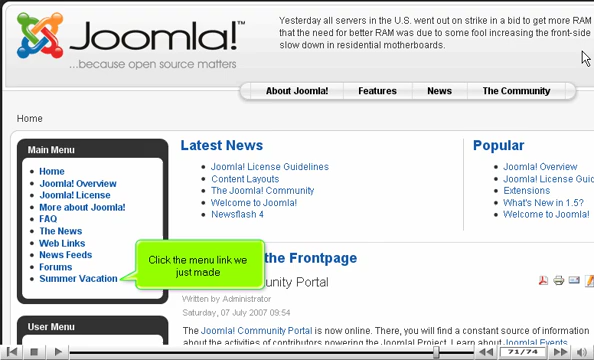 Joomla!™
...because open source matters
Yesterday all servers in the U.S. went out on strike in a bid to get more RAM
that the need for better RAM was due to some fool increasing the front-side
slow down in residential motherboards.
About Joomla!
Features
News
The Community
Home
Main Menu
Home
Joomla! Overview
Joomla! License
More about Joomla!
FAQ
The News
Web Links
News Feeds
Forums
Summer Vacation
User Menu
Latest News
Joomla! License Guidelines
Content Layouts
The Joomla! Community
Welcome to Joomla!
Newsflash 4
Popular
Joomla! Overview
Joomla! License Guid
Extensions
What's New in 1.5?
Welcome to Joomla!
Click the menu link we
just made
the Frontpage
unity Portal
Written by Administrator
Saturday, 07 July 2007 09:54
The Joomla! Community Portal is now online. There, you will find a constant source of information
about the activities of contributors powering the Joomla! Project. Learn about Joomla! Events
71/74